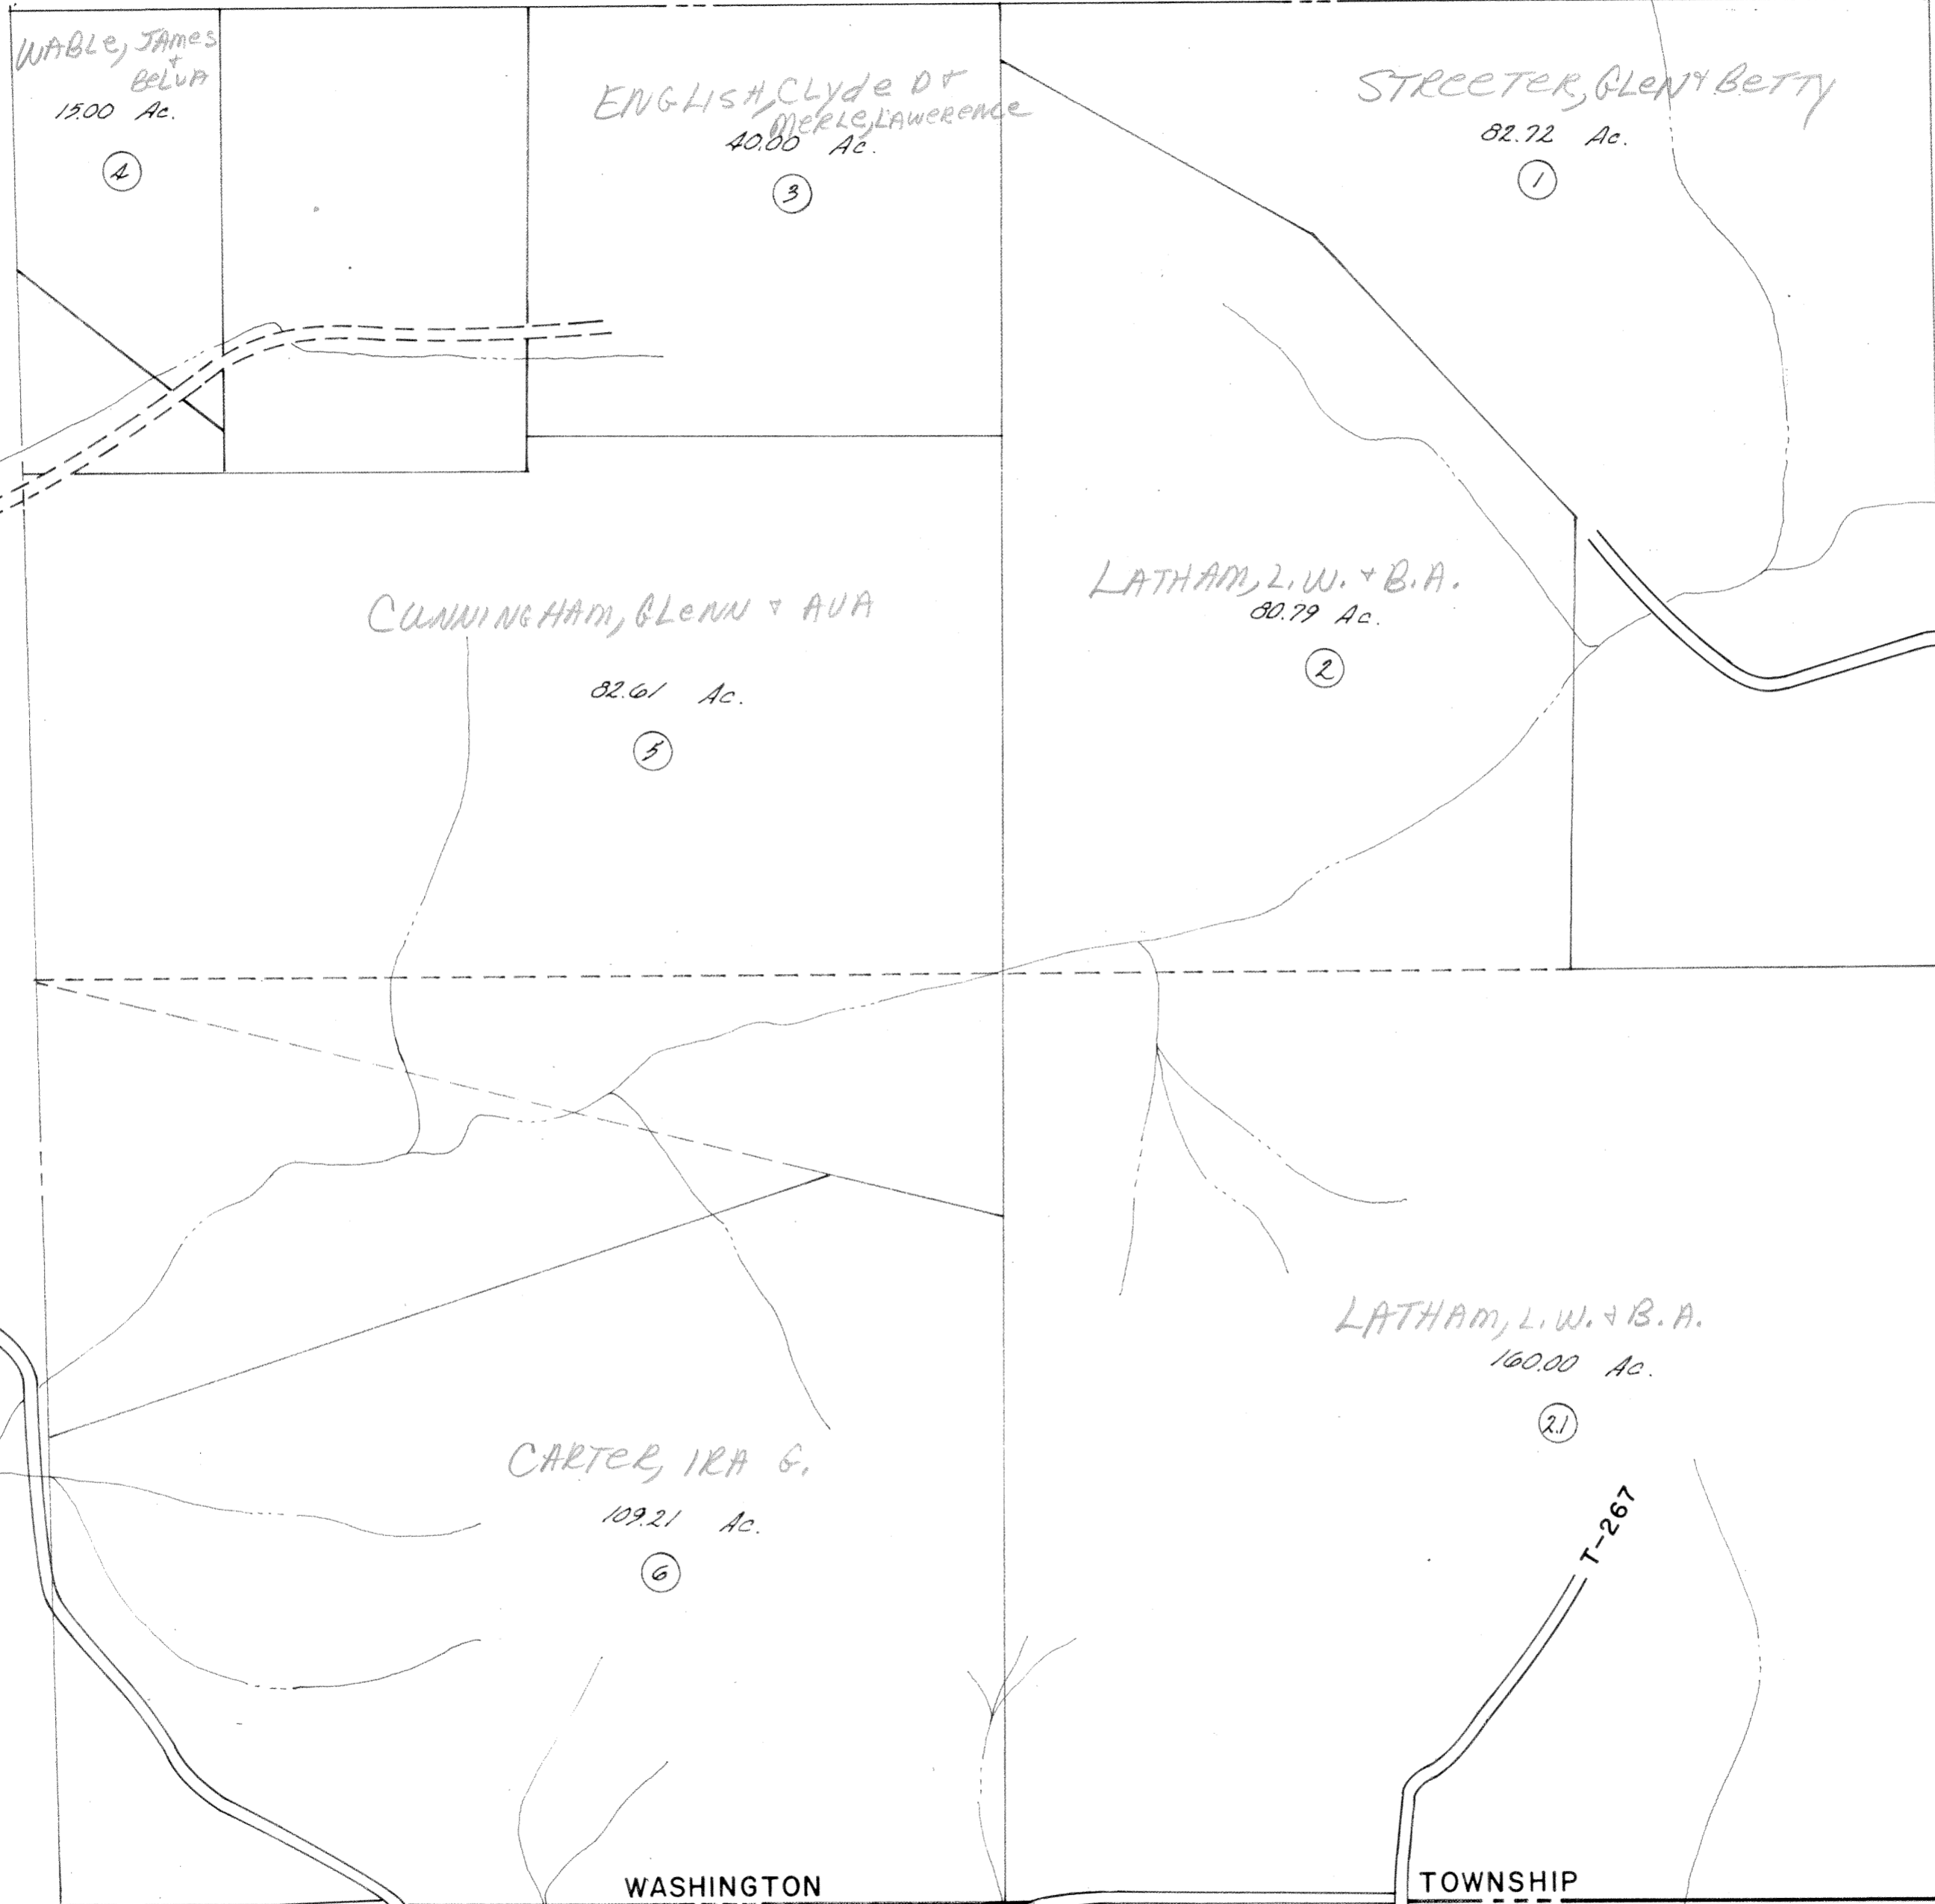 WABLE, JAMES
+
BELVA
15.00 Ac.
4
ENGLISH, CLYDE D +
MERLE, LAWERENCE
40.00 Ac.
3
STREETER, GLEN + BETTY
82.72 Ac.
1
CUNNINGHAM, GLENN + AVA
82.61 Ac.
5
LATHAM, L.W. + B.A.
80.79 Ac.
2
LATHAM, L.W. + B.A.
160.00 Ac.
2.1
CARTER, IRA G.
109.21 Ac.
6
T-267
WASHINGTON TOWNSHIP